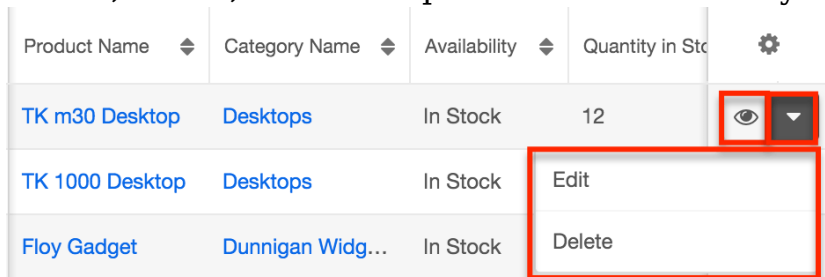 Product Name Category Name Availability Quantity in Sto
TK m30 Desktop Desktops In Stock 12
TK 1000 Desktop Desktops In Stock Edit
Floy Gadget Dunnigan Widg... In Stock Delete